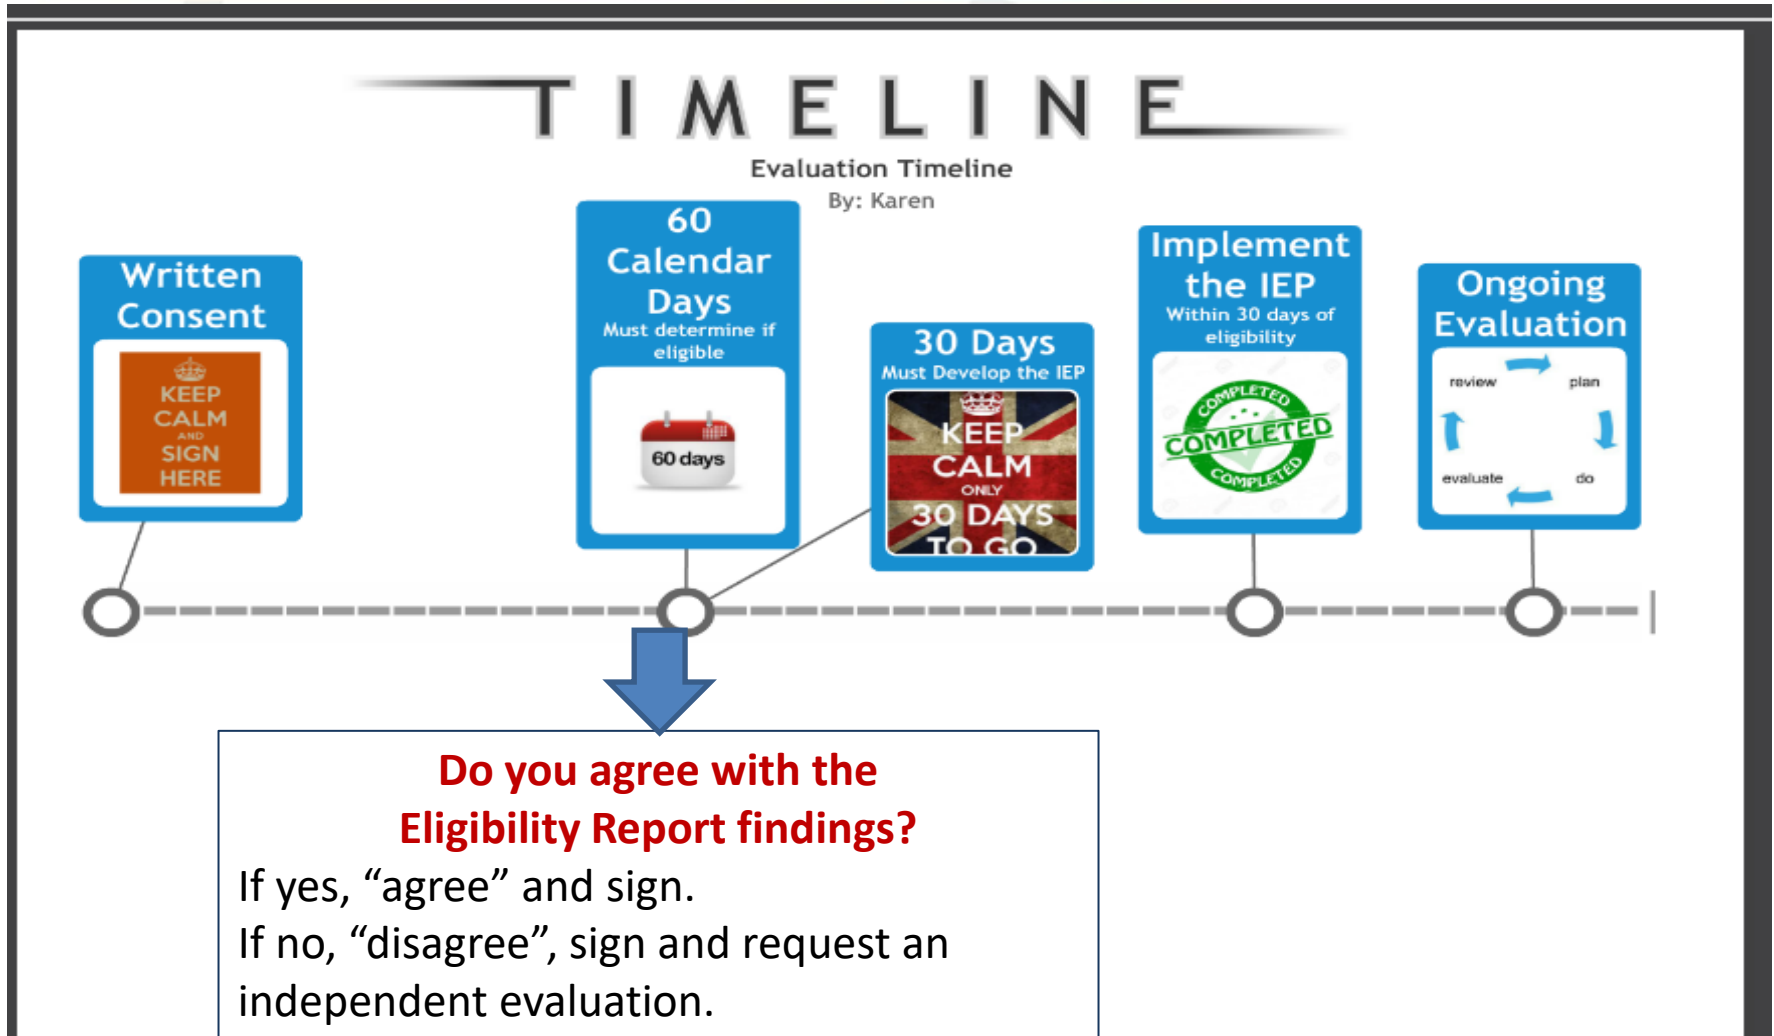 TIMELINE
Evaluation Timeline
By: Karen
Written
Consent
KEEP
CALM
AND
SIGN
HERE
60
Calendar
Days
Must determine if
eligible
60 days
30 Days
Must Develop the IEP
KEEP
CALM
ONLY
30 DAYS
TO GO
Implement
the IEP
Within 30 days of
eligibility
COMPLETED
COMPLETED
COMPLETED
Ongoing
Evaluation
review
plan
evaluate
do
Do you agree with the
Eligibility Report findings?
If yes, “agree” and sign.
If no, “disagree”, sign and request an
independent evaluation.